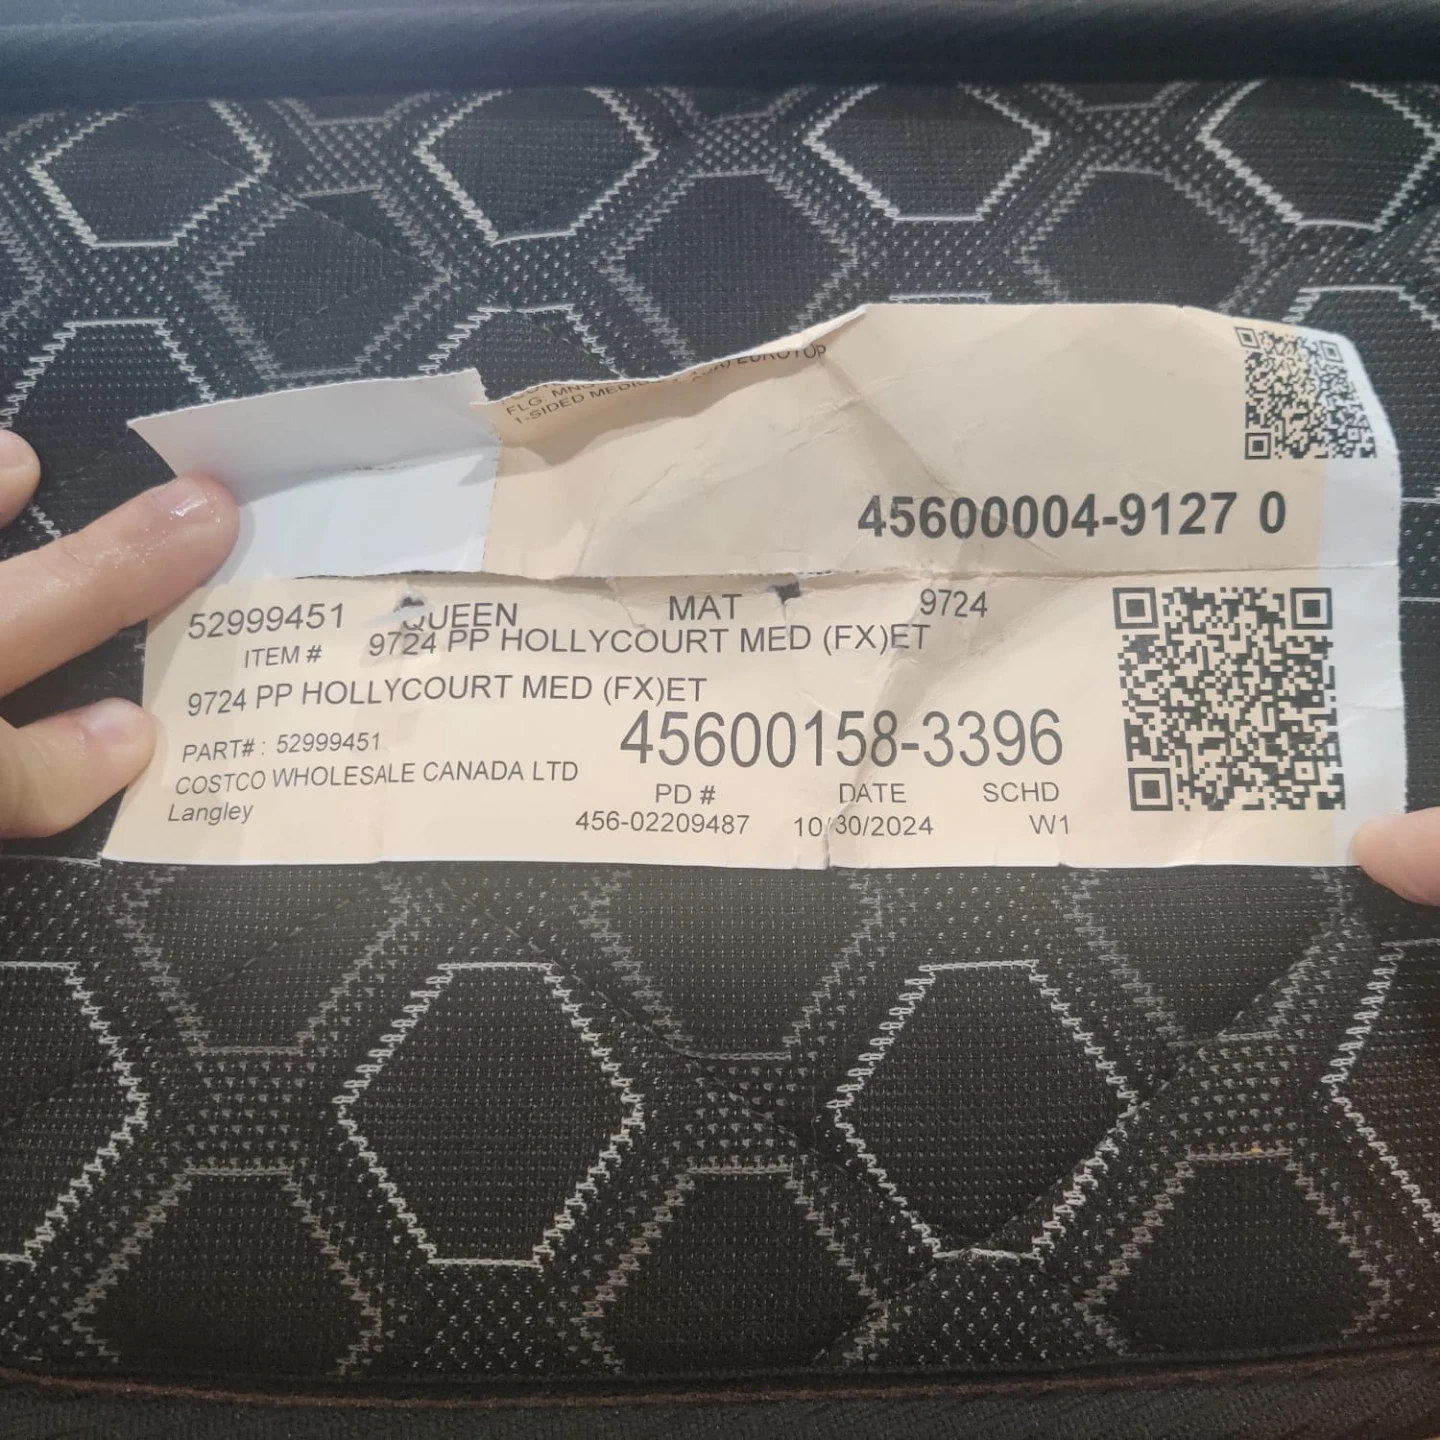 EUROTOP
FLG. MNG
1-SIDED
45600004-9127 0
52999451 QUEEN MAT 9724
ITEM # 9724 PP HOLLYCOURT MED (FX)ET
9724 PP HOLLYCOURT MED (FX)ET
45600158-3396
PART# : 52999451
COSTCO WHOLESALE CANADA LTD
Langley
PD # DATE SCHD
456-02209487 10/30/2024 W1